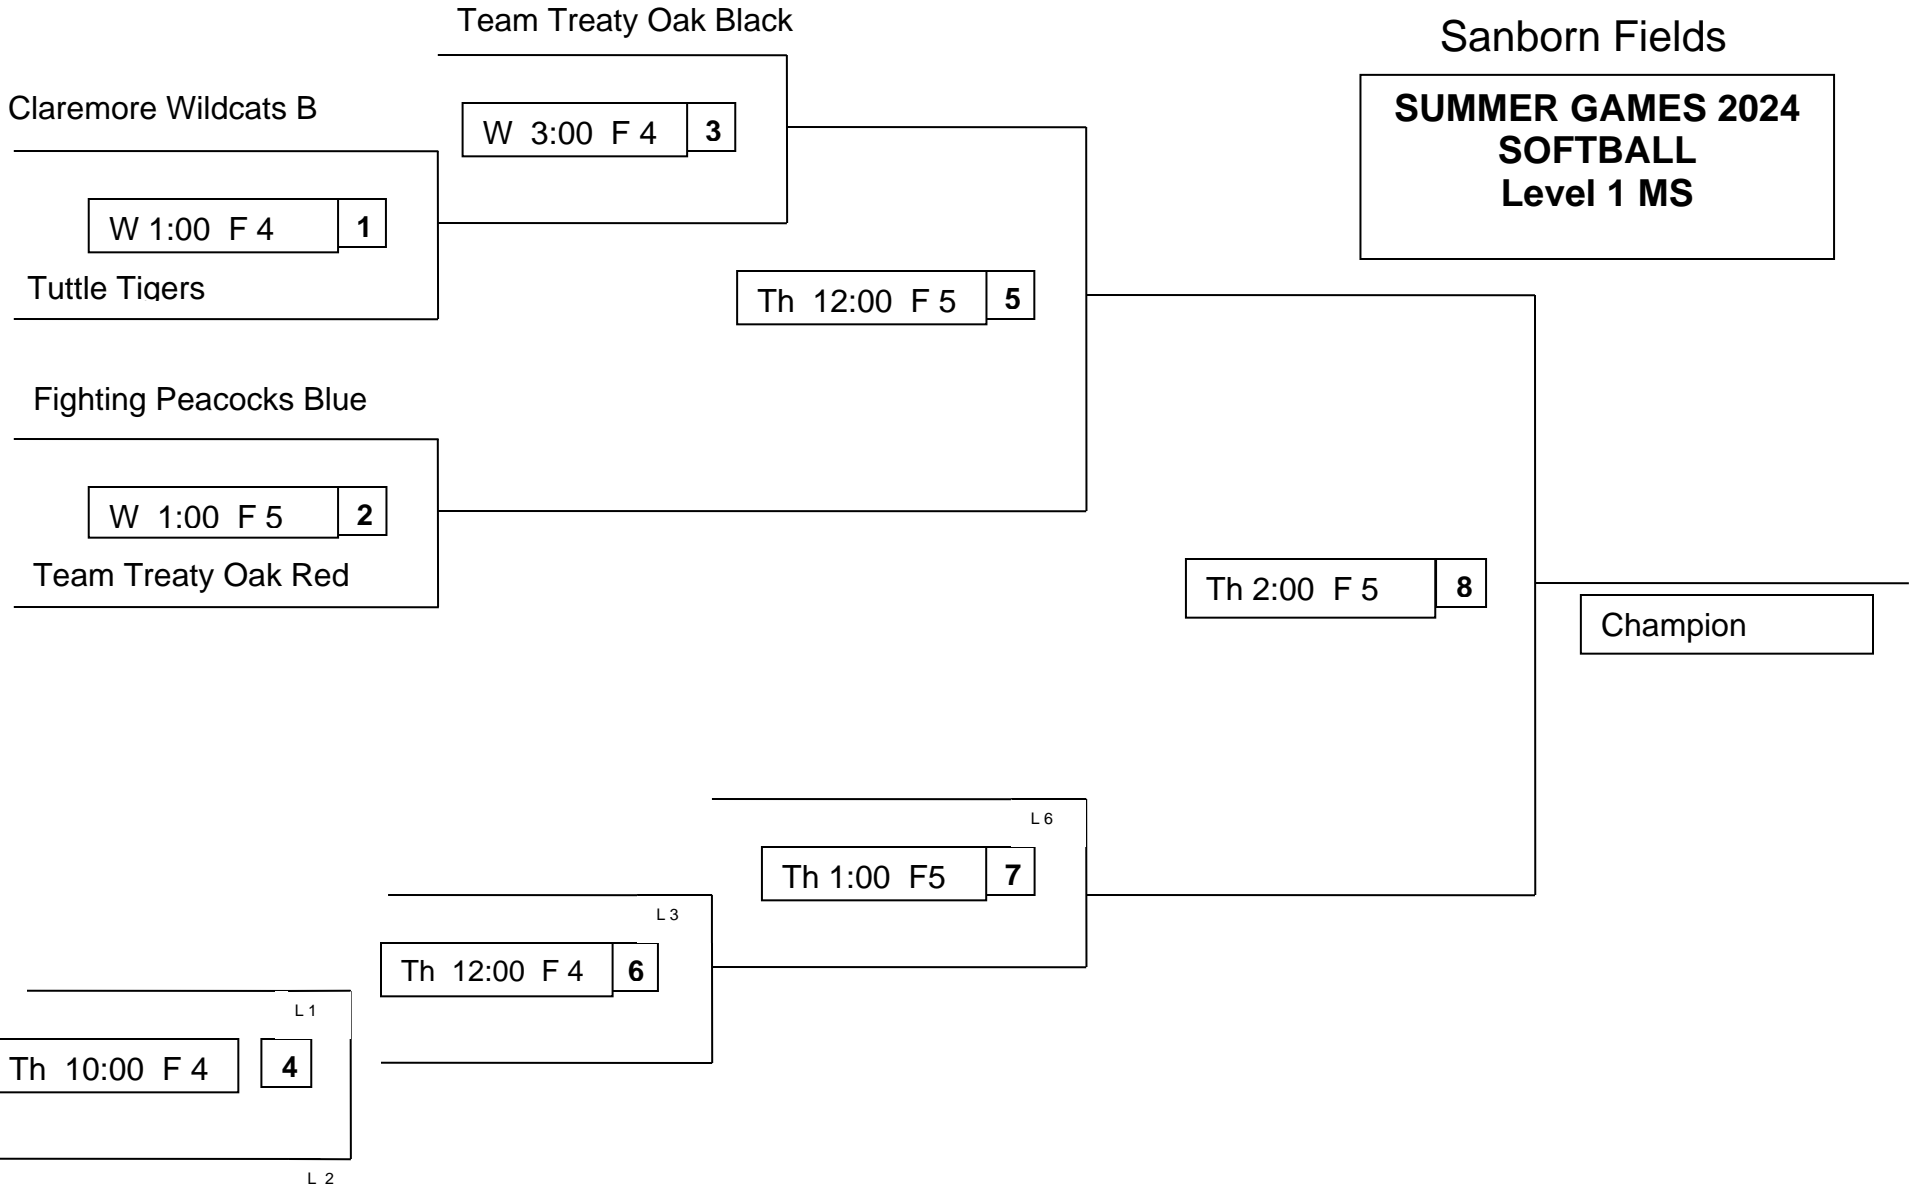 Team Treaty Oak Black
Sanborn Fields
SUMMER GAMES 2024
SOFTBALL
Level 1 MS
Claremore Wildcats B
W 3:00 F 4 3
W 1:00 F 4 1
Tuttle Tigers
Th 12:00 F 5 5
Fighting Peacocks Blue
W 1:00 F 5 2
Team Treaty Oak Red
Th 2:00 F 5 8
Champion
L 6
Th 1:00 F5 7
L 3
Th 12:00 F 4 6
L 1
Th 10:00 F 4 4
L 2